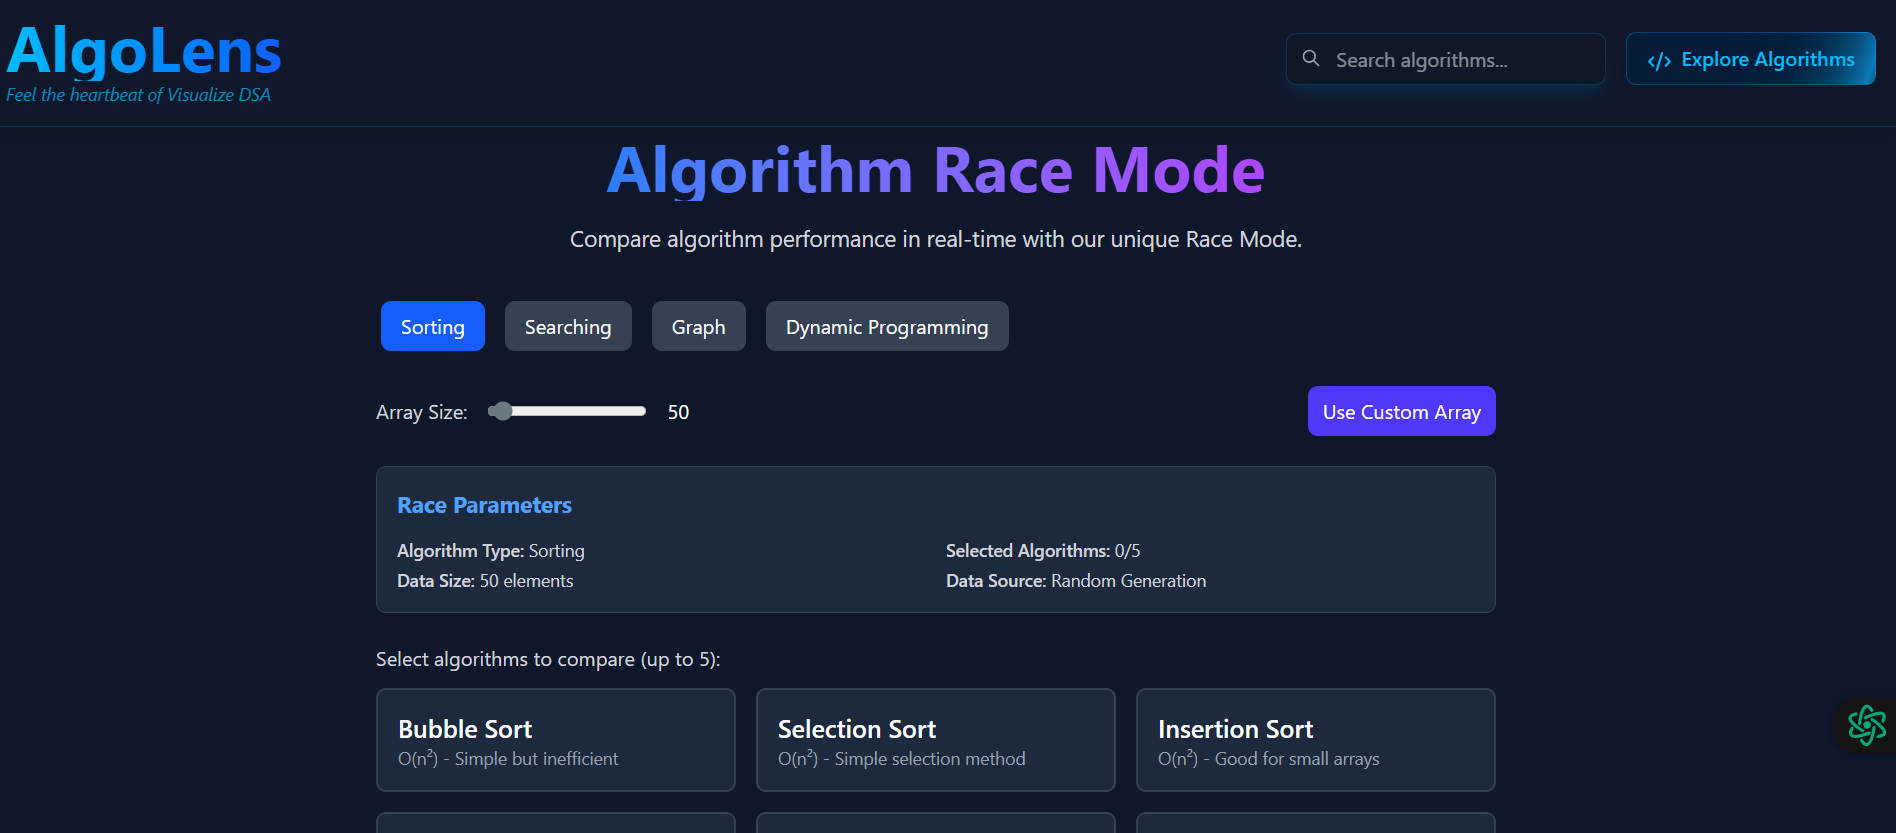 AlgoLens
Feel the heartbeat of Visualize DSA
Search algorithms...
</> Explore Algorithms
Algorithm Race Mode
Compare algorithm performance in real-time with our unique Race Mode.
Sorting
Searching
Graph
Dynamic Programming
Array Size:
50
Use Custom Array
Race Parameters
Algorithm Type: Sorting
Selected Algorithms: 0/5
Data Size: 50 elements
Data Source: Random Generation
Select algorithms to compare (up to 5):
Bubble Sort
O(n²) - Simple but inefficient
Selection Sort
O(n²) - Simple selection method
Insertion Sort
O(n²) - Good for small arrays